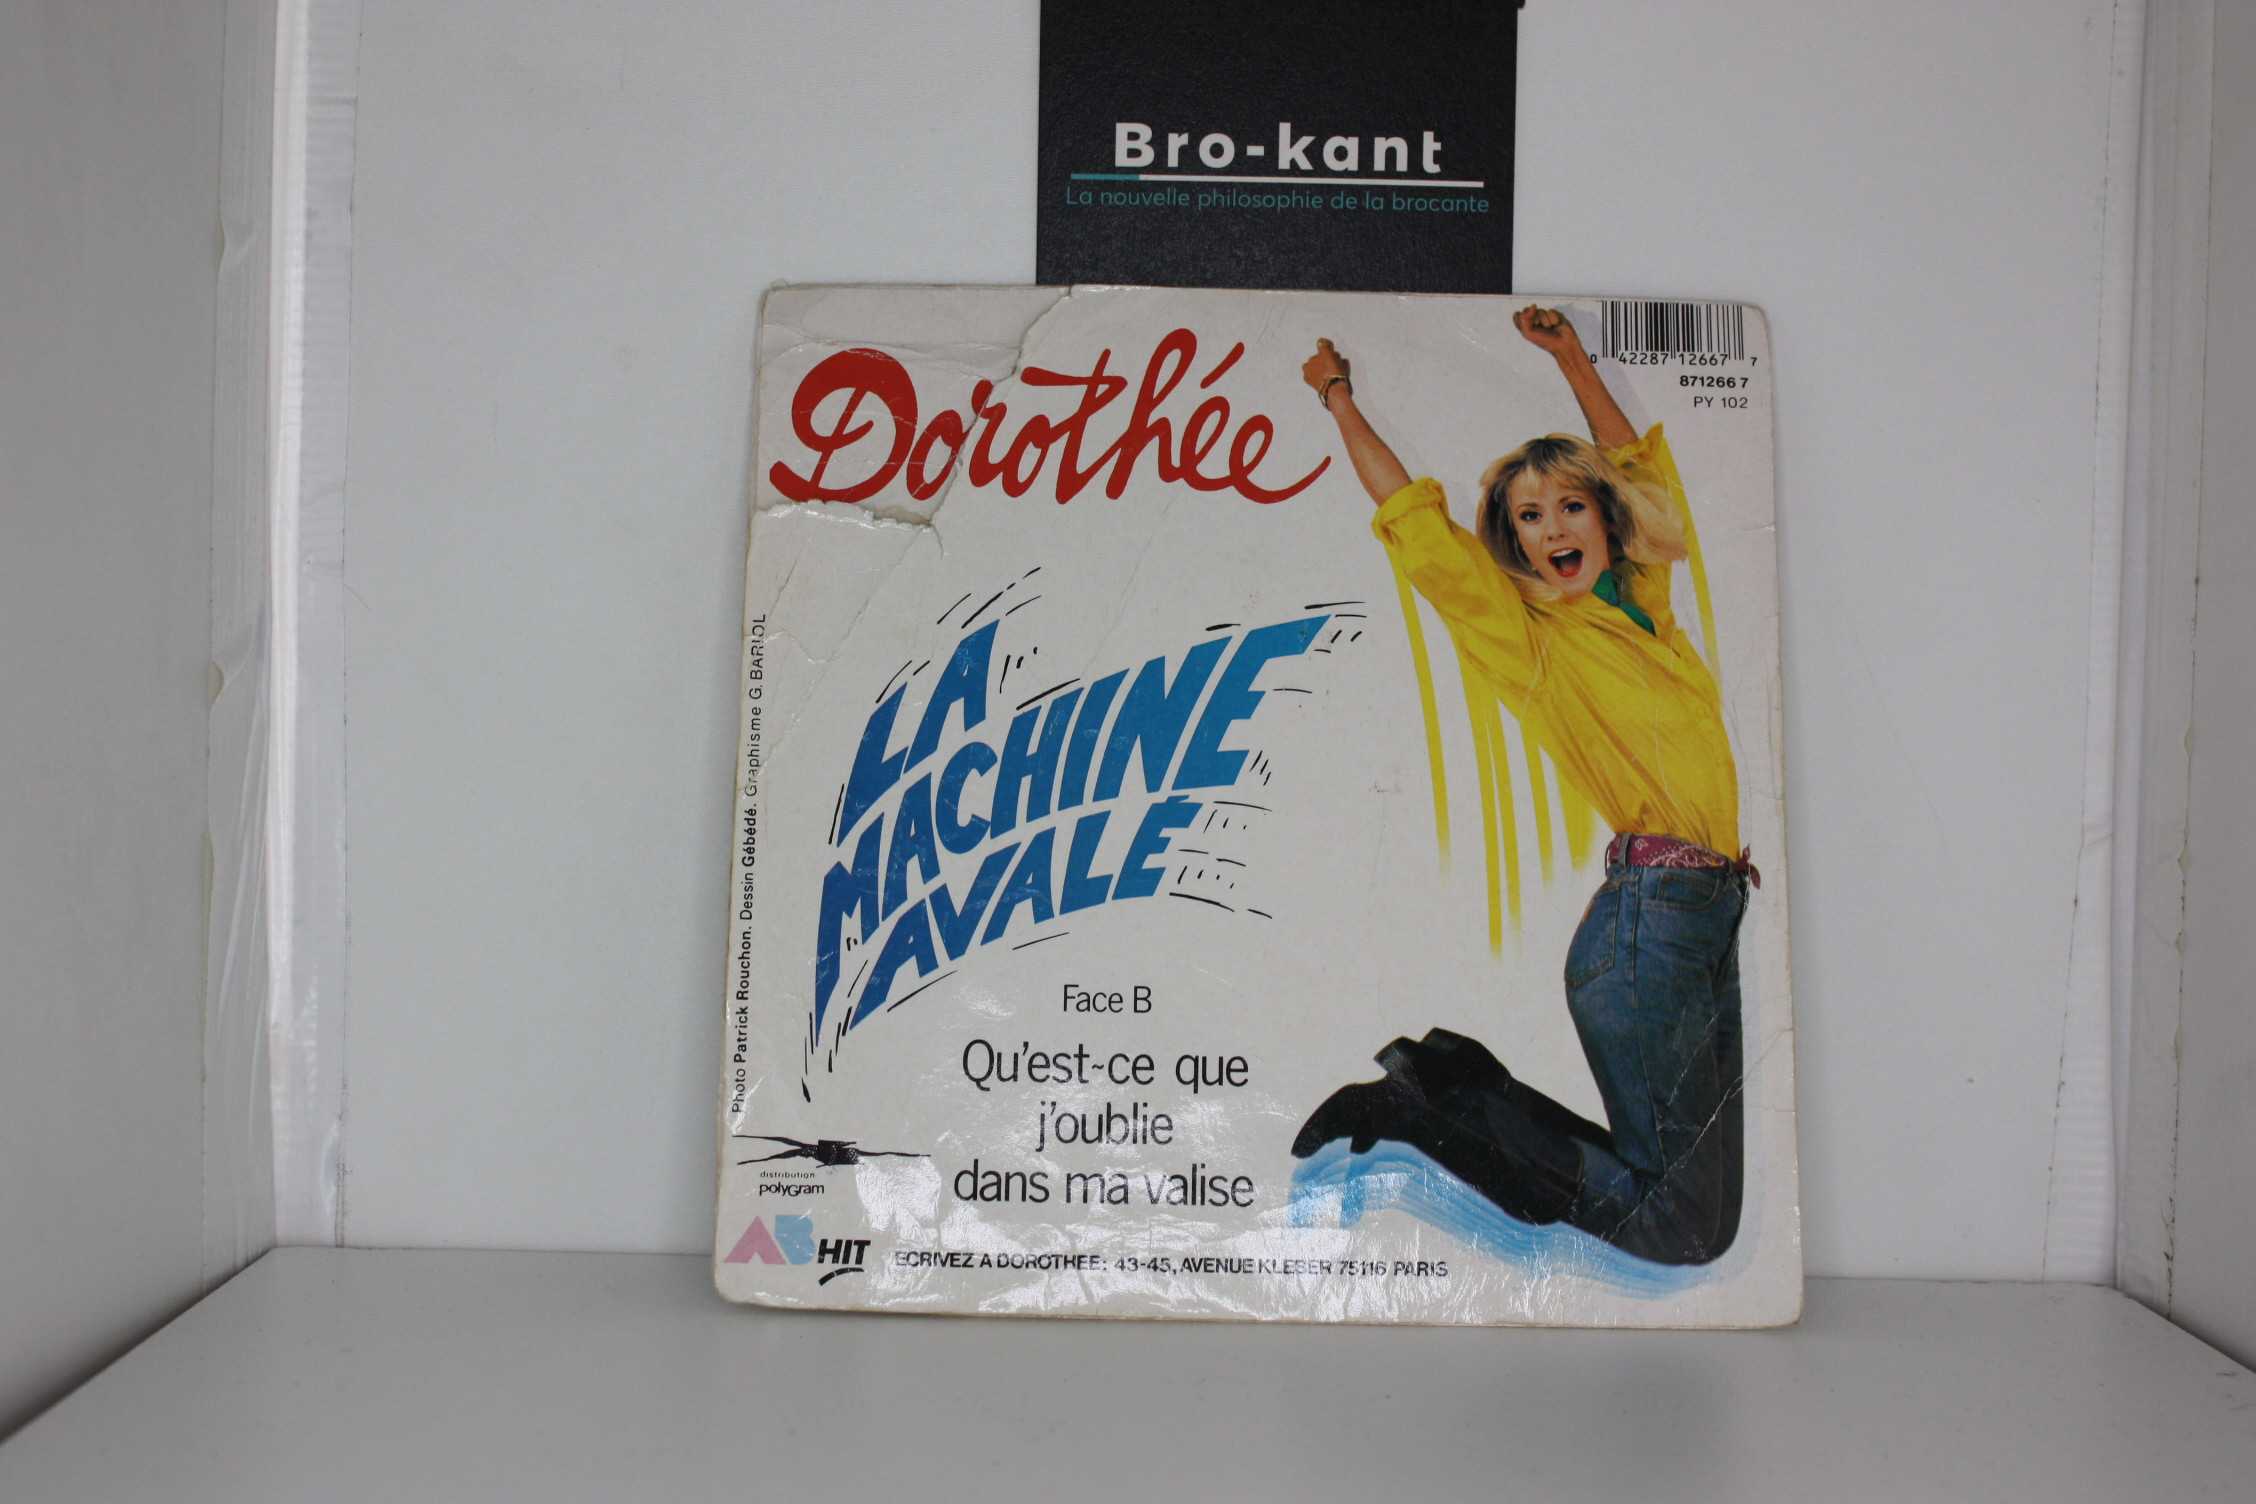 Bro-kant
La nouvelle philosophie de la brocante
Dorothée
0 42287 12667 7
871266 7
PY 102
LA
MACHINE
AVALÉ
Photo Patrick Rouchon. Dessin Gébédé. Graphisme G. BARIOL
Face B
Qu'est-ce que
j'oublie
dans ma valise
distribution
polyGram
AB HIT
ECRIVEZ A DOROTHEE: 43-45, AVENUE KLEBER 75116 PARIS